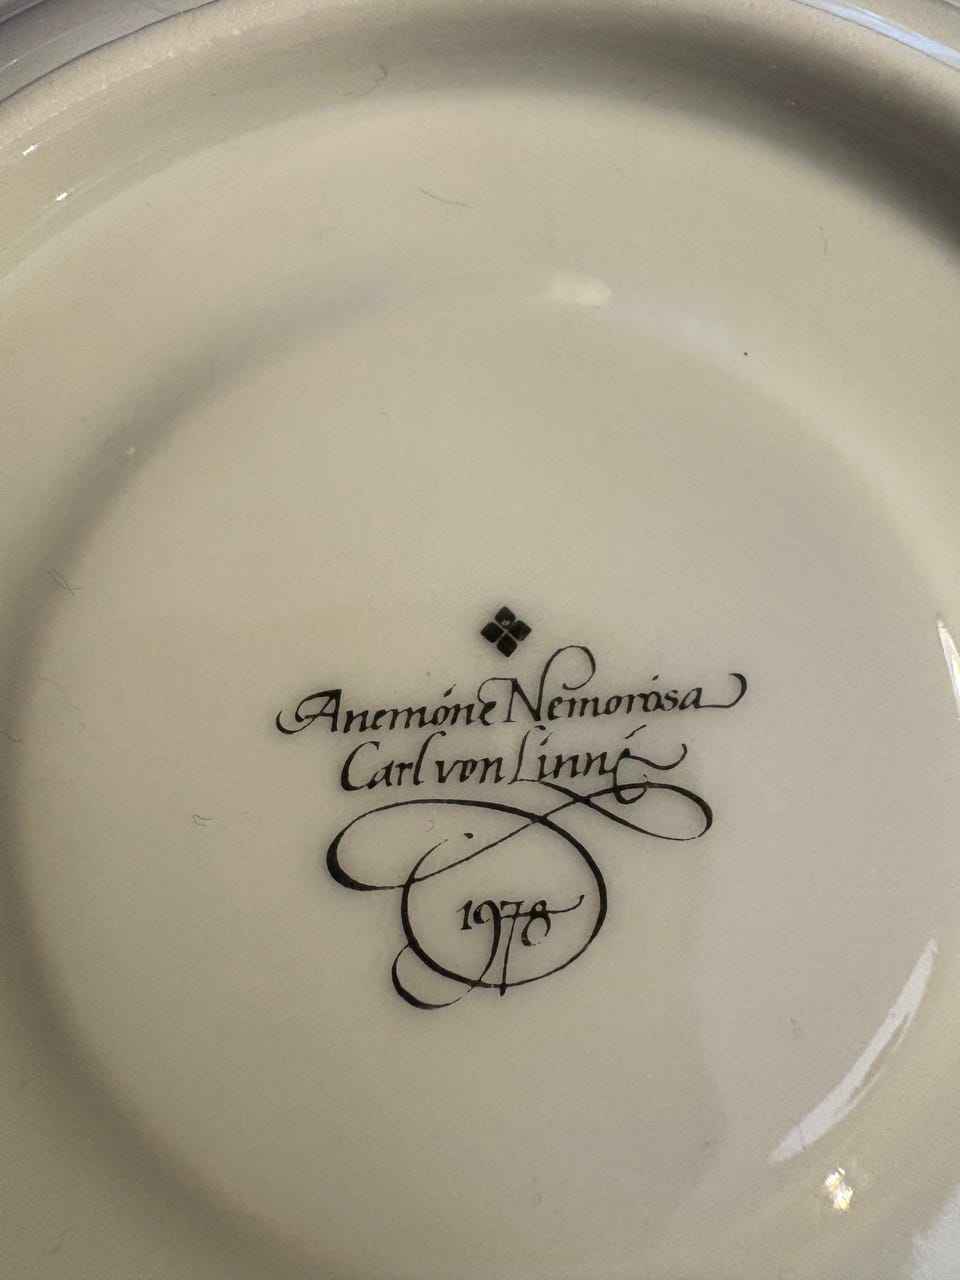 Anemóne Nemorósa
Carl von Linné
1978